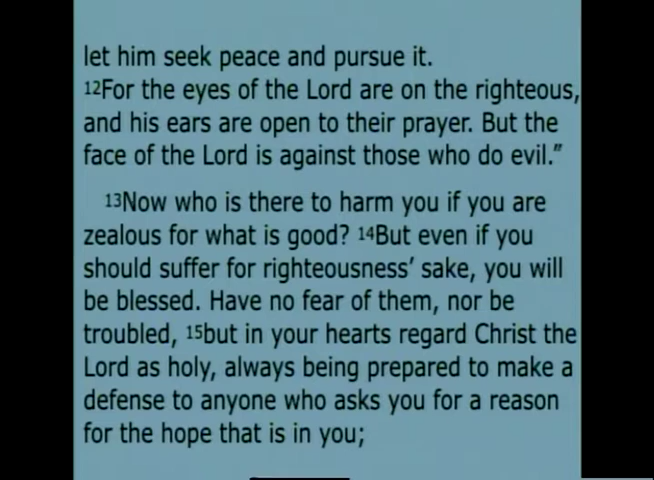 let him seek peace and pursue it.
12For the eyes of the Lord are on the righteous,
and his ears are open to their prayer. But the
face of the Lord is against those who do evil.”
13Now who is there to harm you if you are
zealous for what is good? 14But even if you
should suffer for righteousness’ sake, you will
be blessed. Have no fear of them, nor be
troubled, 15but in your hearts regard Christ the
Lord as holy, always being prepared to make a
defense to anyone who asks you for a reason
for the hope that is in you;